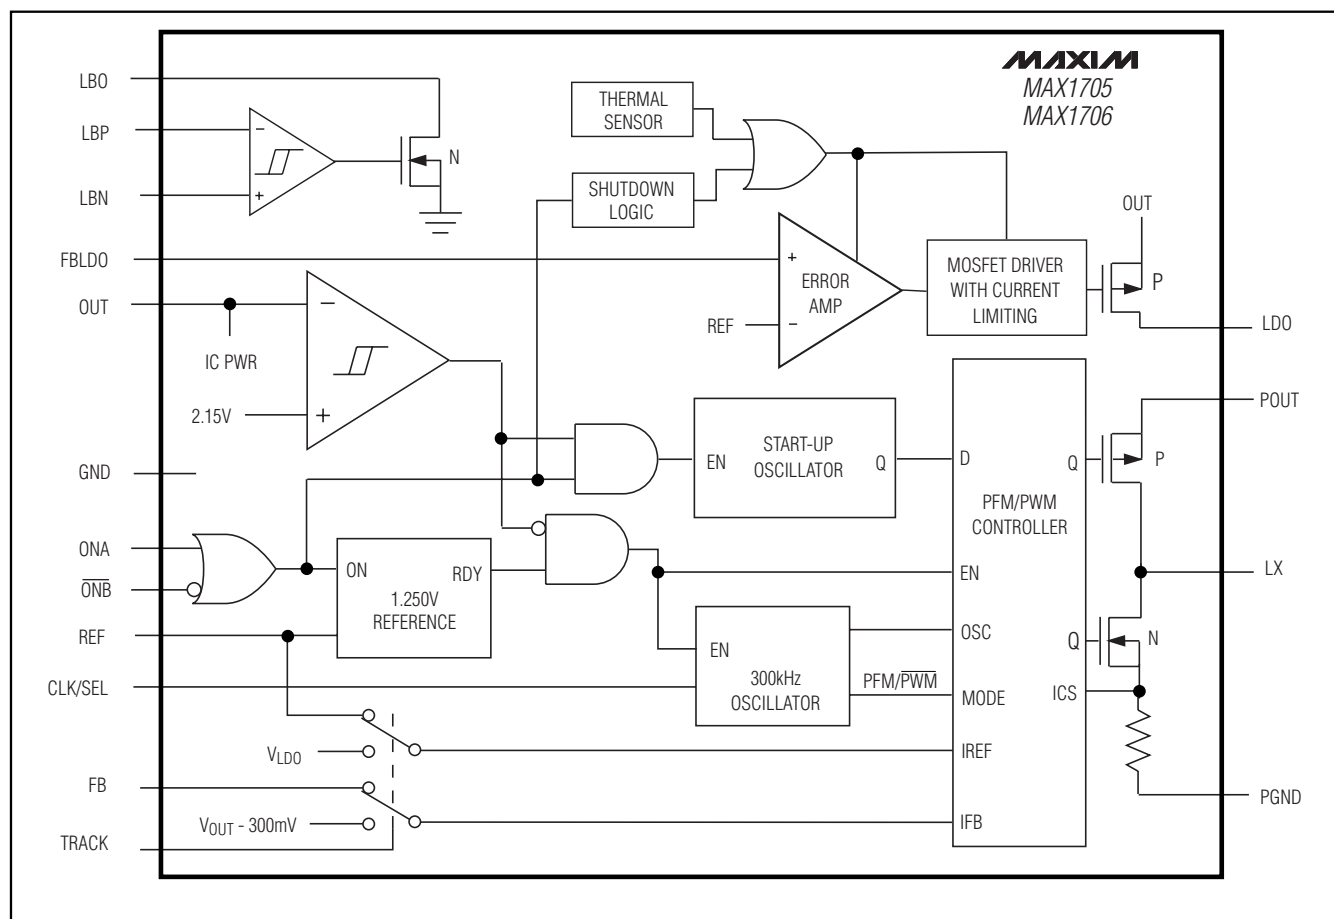 MAXIM
MAX1705
MAX1706
LBO
LBP
LBN
FBLDO
OUT
GND
ONA
ONB
REF
CLK/SEL
FB
TRACK
−
+
N
THERMAL
SENSOR
SHUTDOWN
LOGIC
+
ERROR
AMP
REF
−
MOSFET DRIVER
WITH CURRENT
LIMITING
OUT
P
LDO
−
IC PWR
2.15V
+
EN
START-UP
OSCILLATOR
Q
D
Q
P
POUT
PFM/PWM
CONTROLLER
ON
RDY
1.250V
REFERENCE
EN
LX
EN
300kHz
OSCILLATOR
OSC
Q
N
PFM/PWM
MODE
ICS
VLDO
IREF
VOUT - 300mV
IFB
PGND